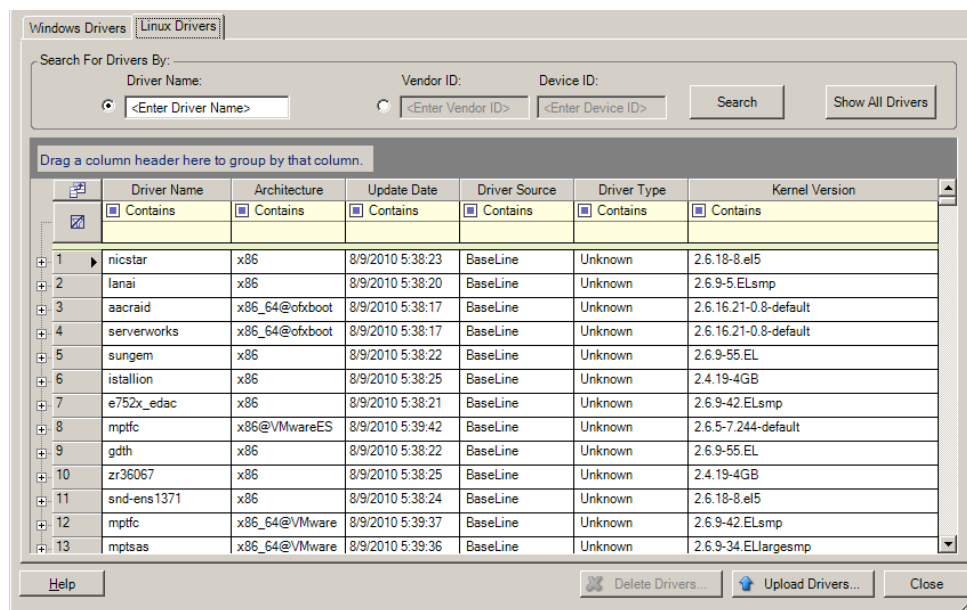 Windows Drivers Linux Drivers
Search For Drivers By:
Driver Name: Vendor ID: Device ID:
<Enter Driver Name> <Enter Vendor ID> <Enter Device ID> Search Show All Drivers
Drag a column header here to group by that column.
Driver Name Architecture Update Date Driver Source Driver Type Kernel Version
Contains Contains Contains Contains Contains Contains
1 nicstar x86 8/9/2010 5:38:23 BaseLine Unknown 2.6.18-8.el5
2 lanai x86 8/9/2010 5:38:20 BaseLine Unknown 2.6.9-5.ELsmp
3 aacraid x86_64@ofxboot 8/9/2010 5:38:17 BaseLine Unknown 2.6.16.21-0.8-default
4 serverworks x86_64@ofxboot 8/9/2010 5:38:17 BaseLine Unknown 2.6.16.21-0.8-default
5 sungem x86 8/9/2010 5:38:22 BaseLine Unknown 2.6.9-55.EL
6 istallion x86 8/9/2010 5:38:25 BaseLine Unknown 2.4.19-4GB
7 e752x_edac x86 8/9/2010 5:38:21 BaseLine Unknown 2.6.9-42.ELsmp
8 mptfc x86@VMwareES 8/9/2010 5:39:42 BaseLine Unknown 2.6.5-7.244-default
9 gdth x86 8/9/2010 5:38:22 BaseLine Unknown 2.6.9-55.EL
10 zr36067 x86 8/9/2010 5:38:25 BaseLine Unknown 2.4.19-4GB
11 snd-ens1371 x86 8/9/2010 5:38:24 BaseLine Unknown 2.6.18-8.el5
12 mptfc x86_64@VMware 8/9/2010 5:39:37 BaseLine Unknown 2.6.9-42.ELsmp
13 mptsas x86_64@VMware 8/9/2010 5:39:36 BaseLine Unknown 2.6.9-34.ELlargesmp
Help Delete Drivers... Upload Drivers... Close